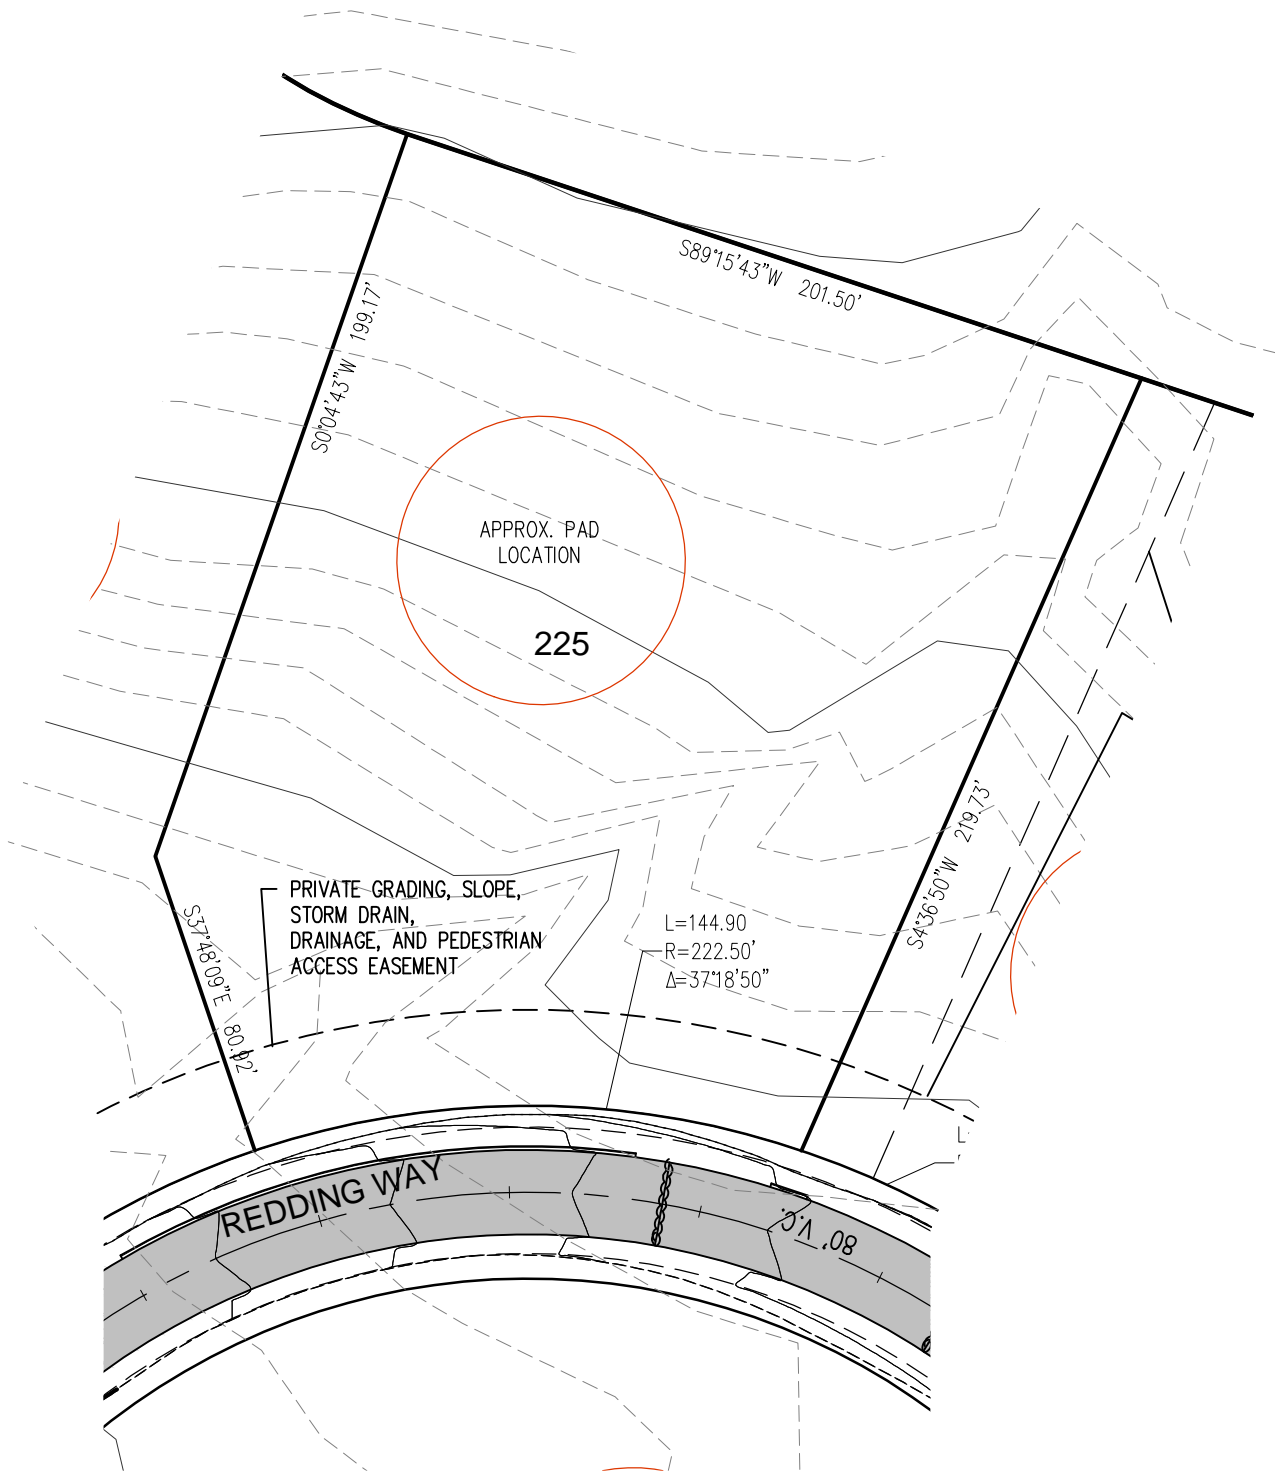 S89°15'43"W 201.50'
S0°04'43"W 199.17'
APPROX. PAD
LOCATION
225
S4°36'50"W 219.73'
PRIVATE GRADING, SLOPE,
STORM DRAIN,
DRAINAGE, AND PEDESTRIAN
ACCESS EASEMENT
S37°48'09"E 80.92'
L=144.90
R=222.50'
Δ=37°18'50"
REDDING WAY
80' V.C.